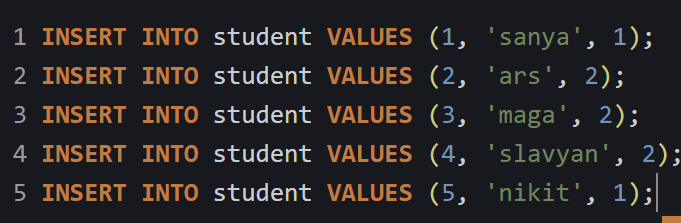 1 INSERT INTO student VALUES (1, 'sanya', 1);
2 INSERT INTO student VALUES (2, 'ars', 2);
3 INSERT INTO student VALUES (3, 'maga', 2);
4 INSERT INTO student VALUES (4, 'slavyan', 2);
5 INSERT INTO student VALUES (5, 'nikit', 1);